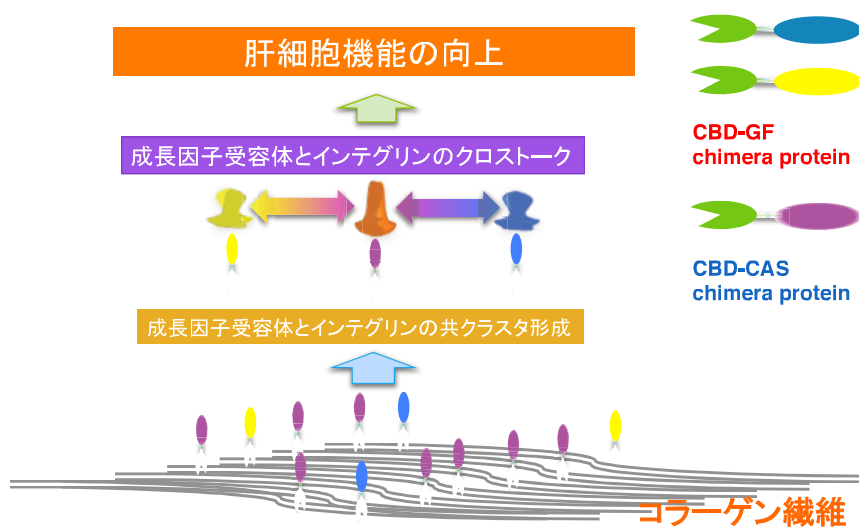 肝細胞機能の向上
成長因子受容体とインテグリンのクロストーク
成長因子受容体とインテグリンの共クラスタ形成
コラーゲン繊維
CBD-GF
chimera protein
CBD-CAS
chimera protein